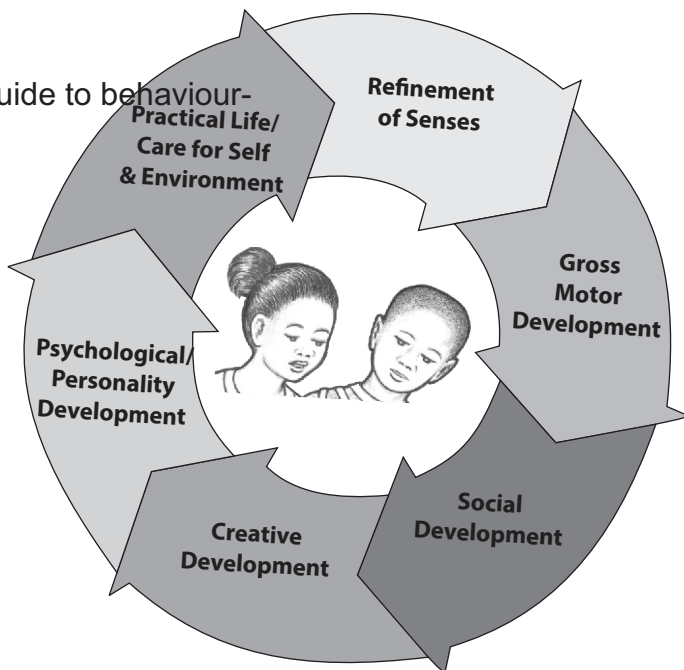 uide to behaviour-
Practical Life/
Care for Self
& Environment
Refinement
of Senses
Gross
Motor
Development
Social
Development
Creative
Development
Psychological/
Personality
Development